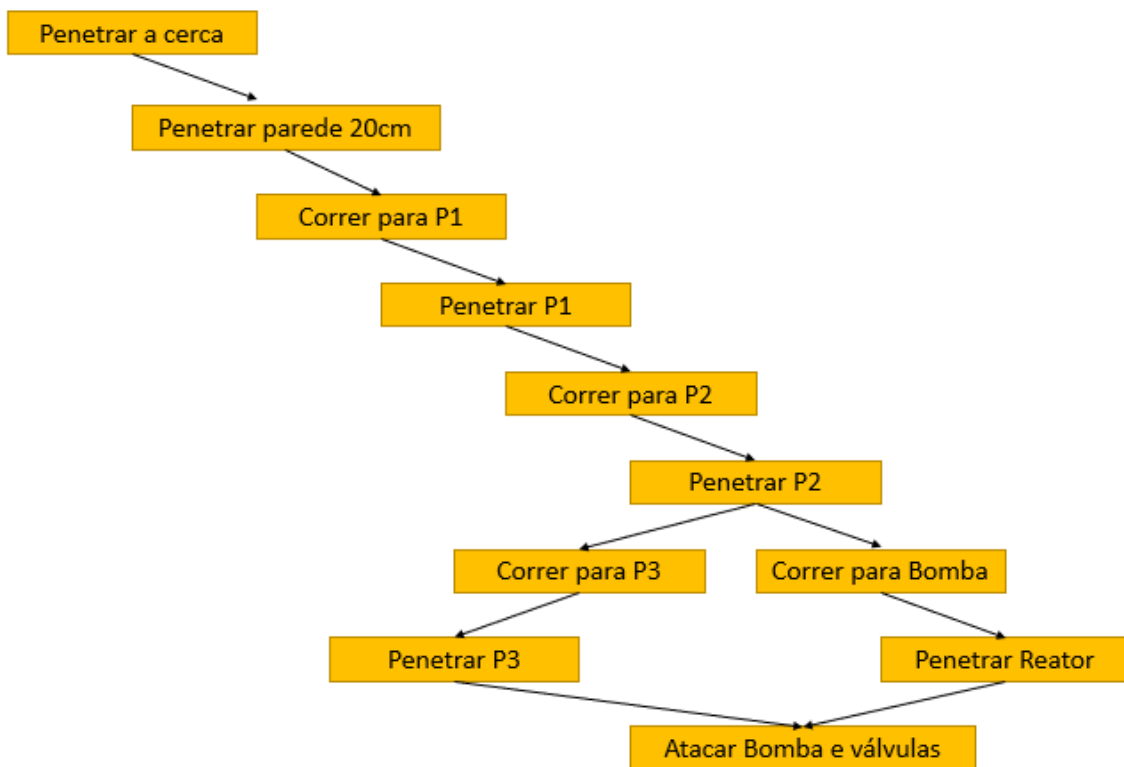 Penetrar a cerca
Penetrar parede 20cm
Correr para P1
Penetrar P1
Correr para P2
Penetrar P2
Correr para P3
Correr para Bomba
Penetrar P3
Penetrar Reator
Atacar Bomba e válvulas